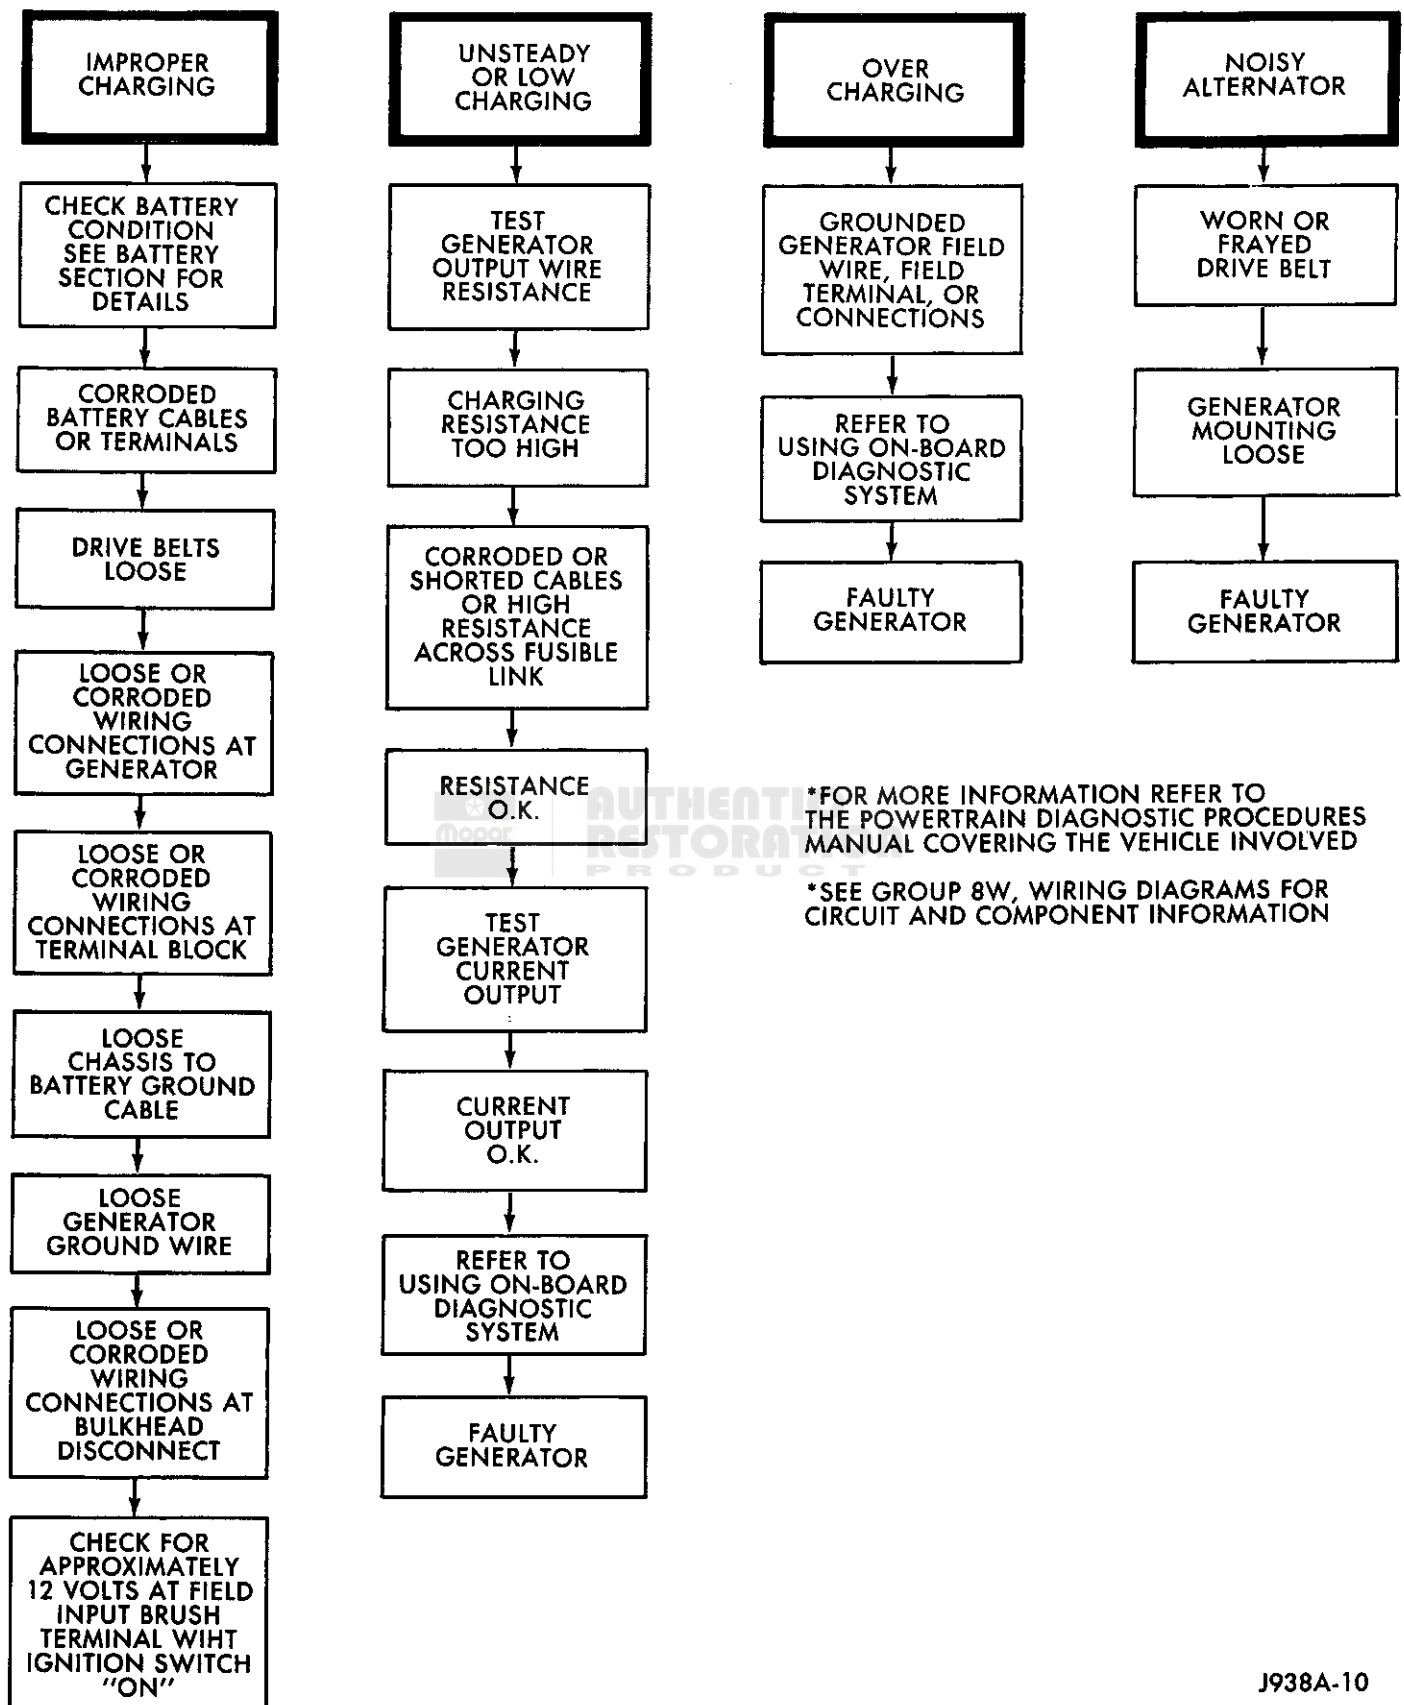 IMPROPER
CHARGING
CHECK BATTERY
CONDITION
SEE BATTERY
SECTION FOR
DETAILS
CORRODED
BATTERY CABLES
OR TERMINALS
DRIVE BELTS
LOOSE
LOOSE OR
CORRODED
WIRING
CONNECTIONS AT
GENERATOR
LOOSE OR
CORRODED
WIRING
CONNECTIONS AT
TERMINAL BLOCK
LOOSE
CHASSIS TO
BATTERY GROUND
CABLE
LOOSE
GENERATOR
GROUND WIRE
LOOSE OR
CORRODED
WIRING
CONNECTIONS AT
BULKHEAD
DISCONNECT
CHECK FOR
APPROXIMATELY
12 VOLTS AT FIELD
INPUT BRUSH
TERMINAL WIHT
IGNITION SWITCH
"ON"
UNSTEADY
OR LOW
CHARGING
TEST
GENERATOR
OUTPUT WIRE
RESISTANCE
CHARGING
RESISTANCE
TOO HIGH
CORRODED OR
SHORTED CABLES
OR HIGH
RESISTANCE
ACROSS FUSIBLE
LINK
RESISTANCE
O.K.
TEST
GENERATOR
CURRENT
OUTPUT
CURRENT
OUTPUT
O.K.
REFER TO
USING ON-BOARD
DIAGNOSTIC
SYSTEM
FAULTY
GENERATOR
OVER
CHARGING
GROUNDED
GENERATOR FIELD
WIRE, FIELD
TERMINAL, OR
CONNECTIONS
REFER TO
USING ON-BOARD
DIAGNOSTIC
SYSTEM
FAULTY
GENERATOR
NOISY
ALTERNATOR
WORN OR
FRAYED
DRIVE BELT
GENERATOR
MOUNTING
LOOSE
FAULTY
GENERATOR
*FOR MORE INFORMATION REFER TO
THE POWERTRAIN DIAGNOSTIC PROCEDURES
MANUAL COVERING THE VEHICLE INVOLVED
*SEE GROUP 8W, WIRING DIAGRAMS FOR
CIRCUIT AND COMPONENT INFORMATION
Mopar
AUTHENTIC
RESTORATION
PRODUCT
J938A-10